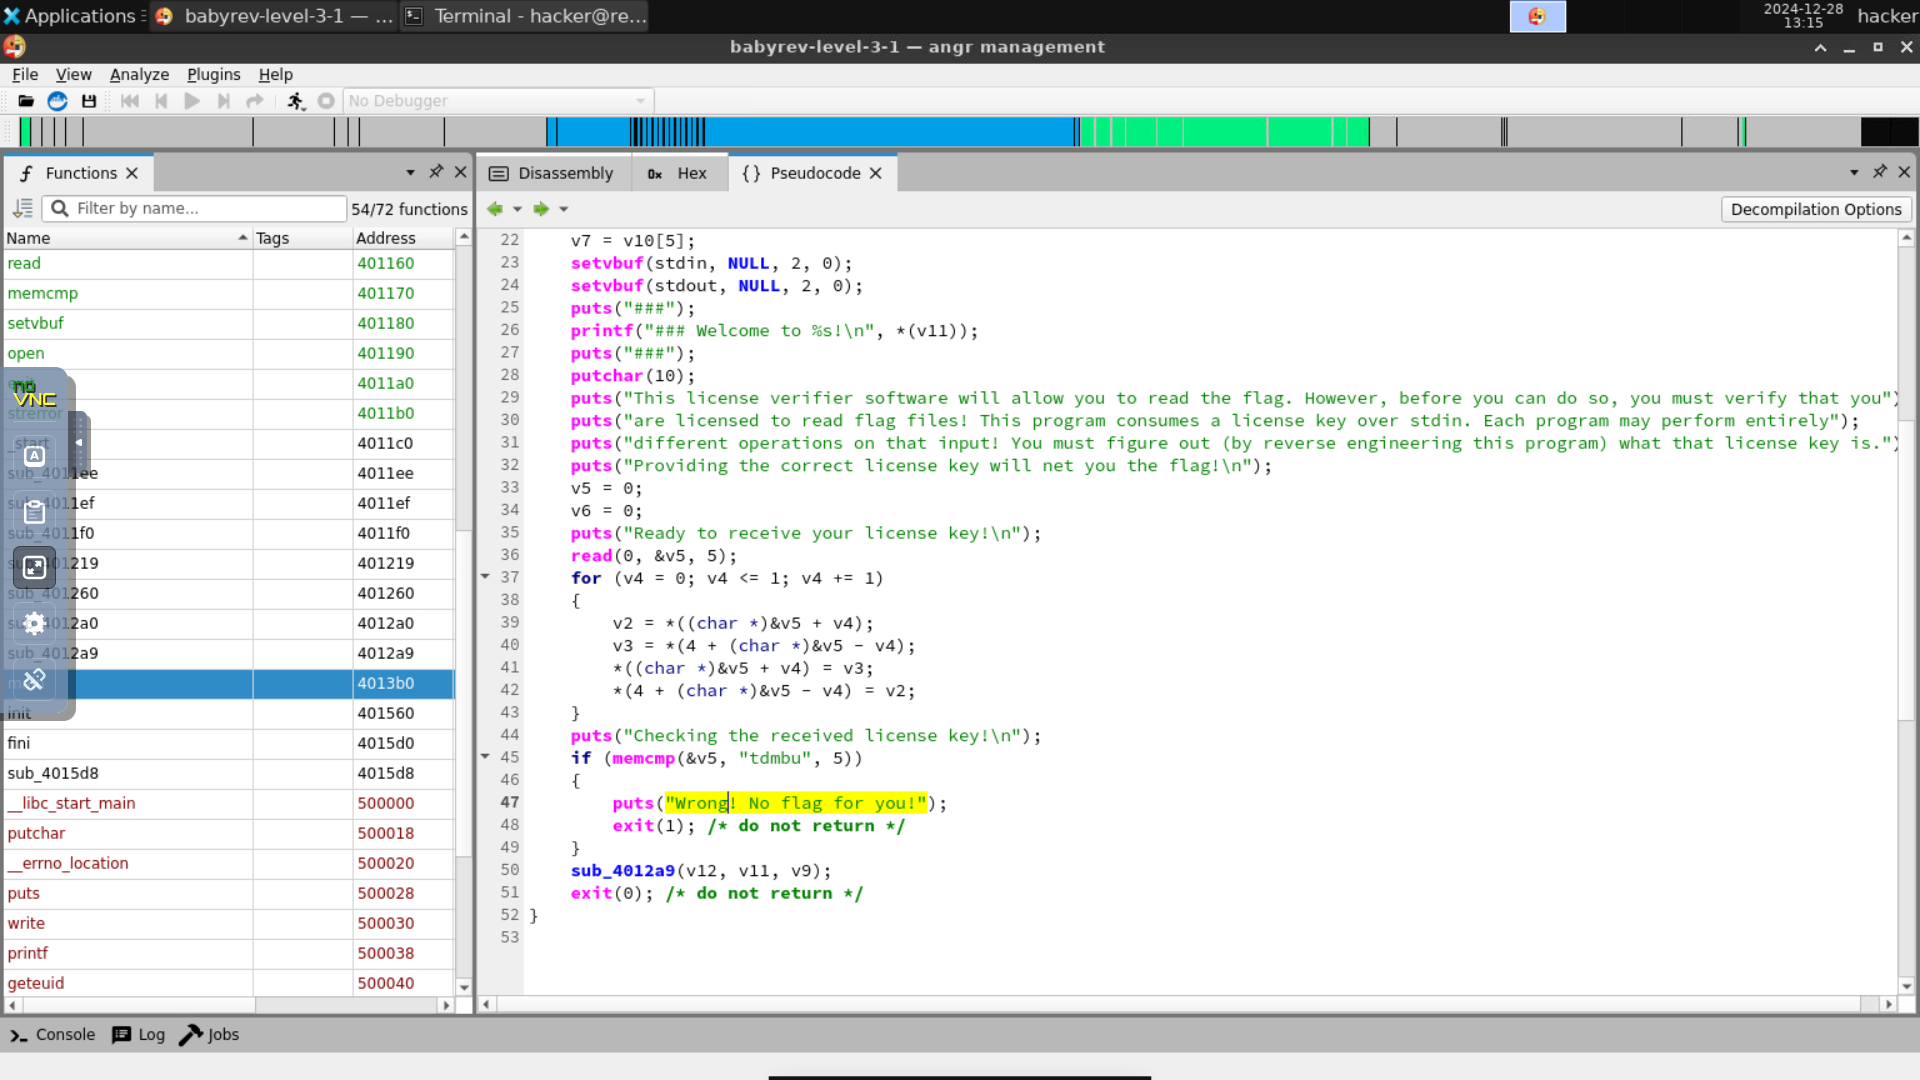 Applications
babyrev-level-3-1 — ...
Terminal - hacker@re...
2024-12-28
13:15
hacker
babyrev-level-3-1 — angr management
File View Analyze Plugins Help
No Debugger
Functions
Filter by name...
54/72 functions
Name Tags Address
read 401160
memcmp 401170
setvbuf 401180
open 401190
4011a0
strerror 4011b0
_start 4011c0
sub_4011ee 4011ee
sub_4011ef 4011ef
sub_4011f0 4011f0
sub_401219 401219
sub_401260 401260
sub_4012a0 4012a0
sub_4012a9 4012a9
4013b0
init 401560
fini 4015d0
sub_4015d8 4015d8
__libc_start_main 500000
putchar 500018
__errno_location 500020
puts 500028
write 500030
printf 500038
geteuid 500040
no
VNC
A
Disassembly
0x Hex
{} Pseudocode
Decompilation Options
22 v7 = v10[5];
23 setvbuf(stdin, NULL, 2, 0);
24 setvbuf(stdout, NULL, 2, 0);
25 puts("###");
26 printf("### Welcome to %s!\n", *(v11));
27 puts("###");
28 putchar(10);
29 puts("This license verifier software will allow you to read the flag. However, before you can do so, you must verify that you")
30 puts("are licensed to read flag files! This program consumes a license key over stdin. Each program may perform entirely");
31 puts("different operations on that input! You must figure out (by reverse engineering this program) what that license key is.")
32 puts("Providing the correct license key will net you the flag!\n");
33 v5 = 0;
34 v6 = 0;
35 puts("Ready to receive your license key!\n");
36 read(0, &v5, 5);
37 for (v4 = 0; v4 <= 1; v4 += 1)
38 {
39 v2 = *((char *)&v5 + v4);
40 v3 = *(4 + (char *)&v5 - v4);
41 *((char *)&v5 + v4) = v3;
42 *(4 + (char *)&v5 - v4) = v2;
43 }
44 puts("Checking the received license key!\n");
45 if (memcmp(&v5, "tdmbu", 5))
46 {
47 puts("Wrong! No flag for you!");
48 exit(1); /* do not return */
49 }
50 sub_4012a9(v12, v11, v9);
51 exit(0); /* do not return */
52 }
53
Console Log Jobs